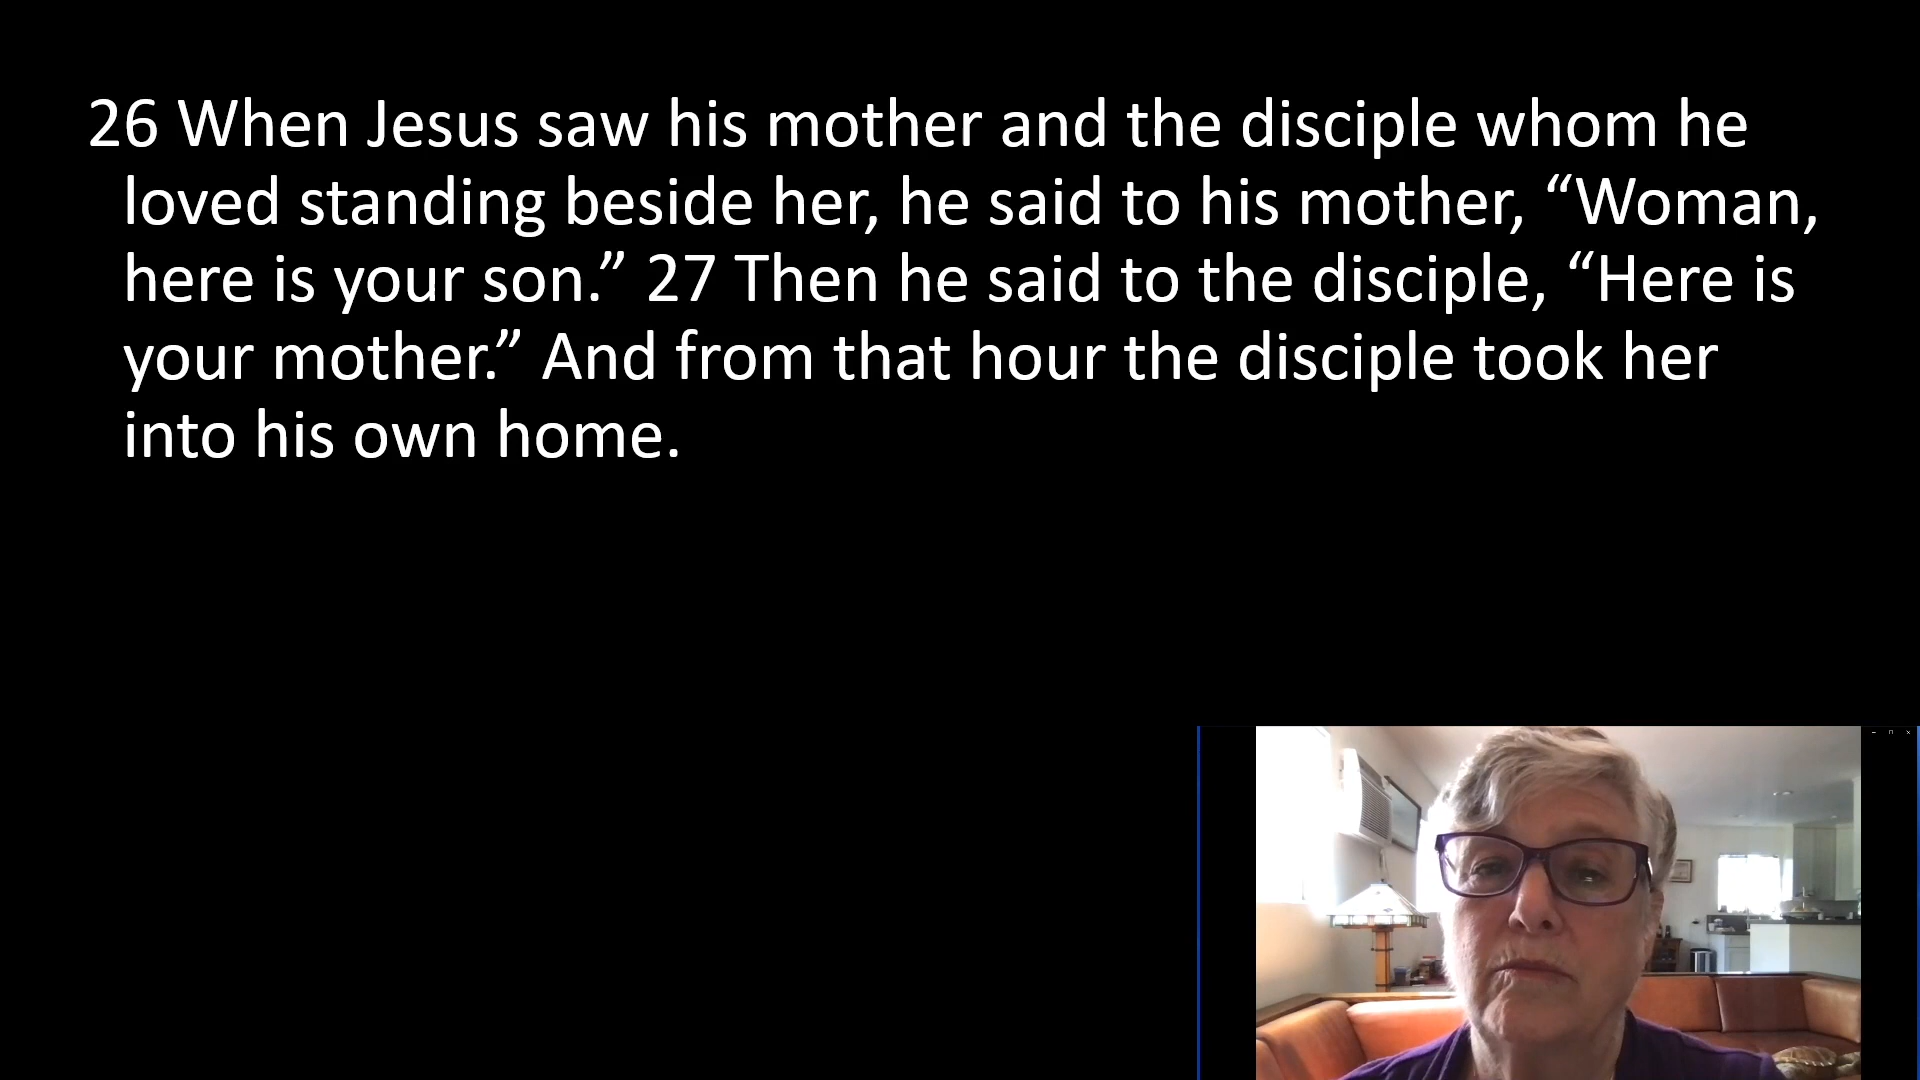 26 When Jesus saw his mother and the disciple whom he
loved standing beside her, he said to his mother, “Woman,
here is your son.” 27 Then he said to the disciple, “Here is
your mother.” And from that hour the disciple took her
into his own home.